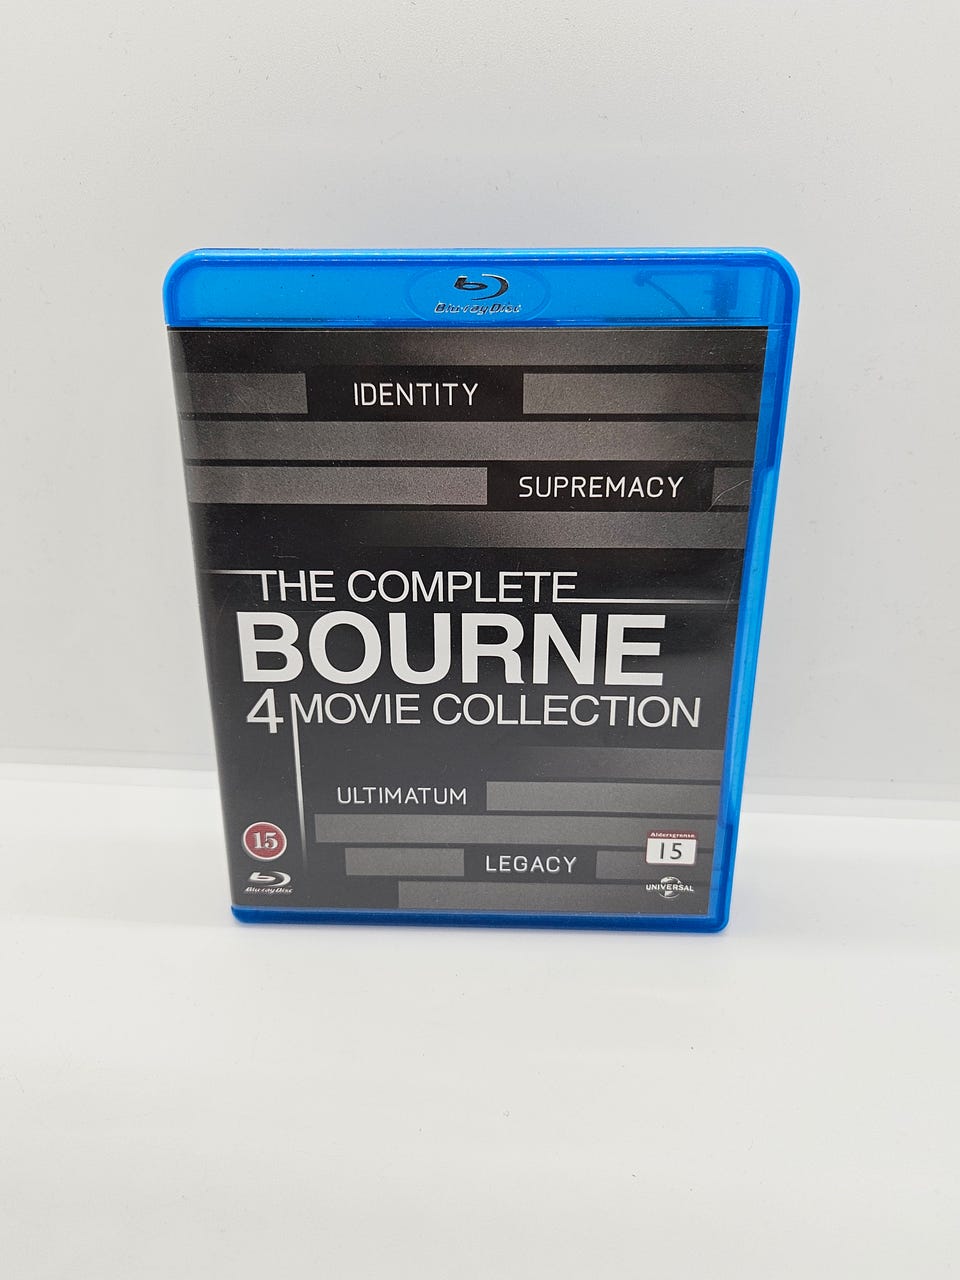 Blu-ray Disc
IDENTITY
SUPREMACY
THE COMPLETE
BOURNE
4 MOVIE COLLECTION
ULTIMATUM
15
Aldersgrense
15
LEGACY
Blu-ray Disc
UNIVERSAL